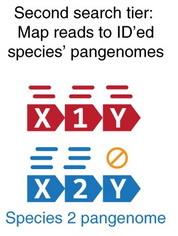 Second search tier:
Map reads to ID’ed
species’ pangenomes
X 1 Y
X 2 Y
Species 2 pangenome